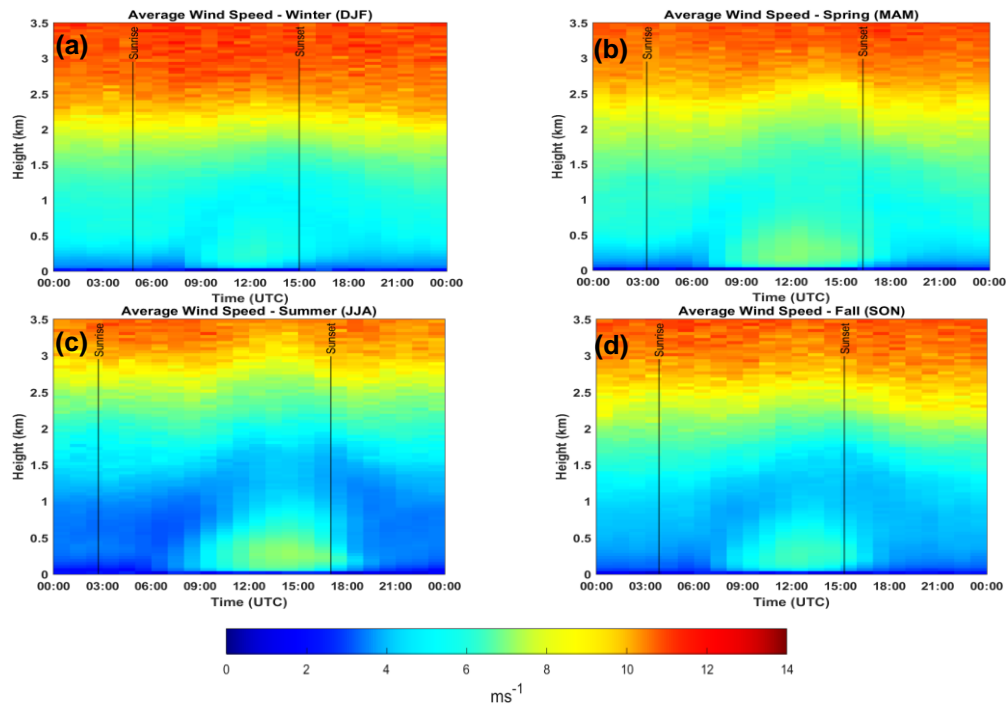 Average Wind Speed - Winter (DJF)
(a)
Sunrise
Sunset
3.5
3
2.5
2
1.5
1
0.5
0
Height (km)
00:00 03:00 06:00 09:00 12:00 15:00 18:00 21:00 00:00
Time (UTC)
Average Wind Speed - Spring (MAM)
(b)
Sunrise
Sunset
3.5
3
2.5
2
1.5
1
0.5
0
Height (km)
00:00 03:00 06:00 09:00 12:00 15:00 18:00 21:00 00:00
Time (UTC)
Average Wind Speed - Summer (JJA)
(c)
Sunrise
Sunset
3.5
3
2.5
2
1.5
1
0.5
0
Height (km)
00:00 03:00 06:00 09:00 12:00 15:00 18:00 21:00 00:00
Time (UTC)
Average Wind Speed - Fall (SON)
(d)
Sunrise
Sunset
3.5
3
2.5
2
1.5
1
0.5
0
Height (km)
00:00 03:00 06:00 09:00 12:00 15:00 18:00 21:00 00:00
Time (UTC)
0 2 4 6 8 10 12 14
ms⁻¹